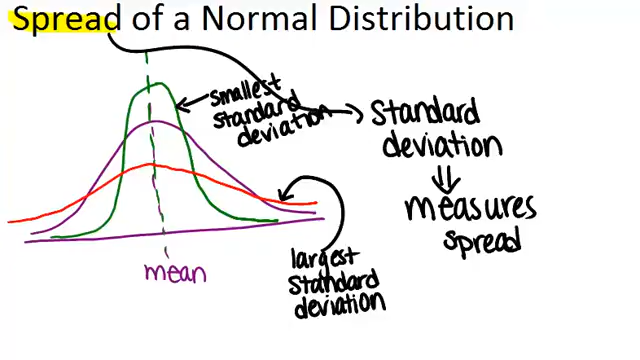 Spread of a Normal Distribution
smallest
standard
deviation
Standard
deviation
measures
spread
mean
largest
standard
deviation